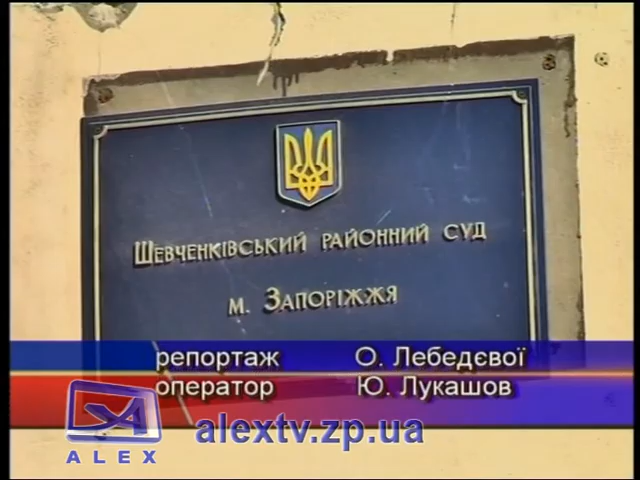 Шевченківський районний суд
м. Запоріжжя
репортаж О. Лебедєвої
оператор Ю. Лукашов
alextv.zp.ua
ALEX